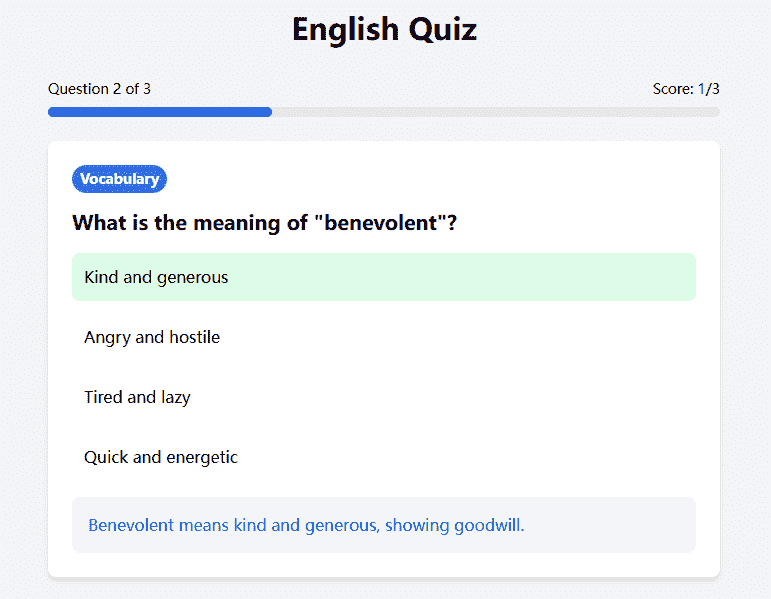 English Quiz
Question 2 of 3
Score: 1/3
Vocabulary
What is the meaning of "benevolent"?
Kind and generous
Angry and hostile
Tired and lazy
Quick and energetic
Benevolent means kind and generous, showing goodwill.